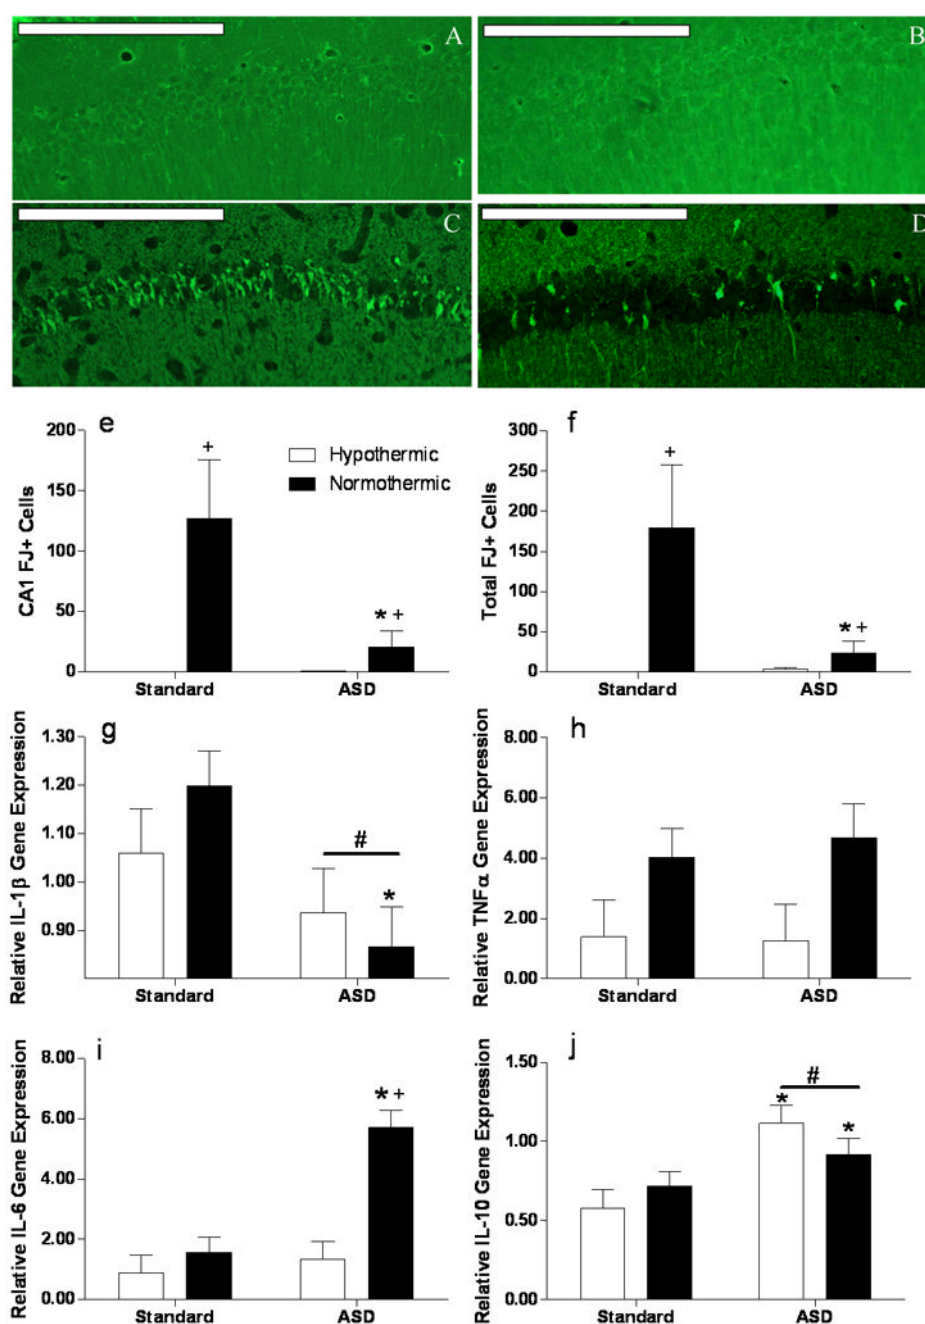 A
B
C
D
e
CA1 FJ+ Cells
200
150
100
50
0
+
* +
Hypothermic
Normothermic
Standard
ASD
f
Total FJ+ Cells
300
250
200
150
100
50
0
+
* +
Standard
ASD
g
Relative IL-1β Gene Expression
1.30
1.20
1.10
1.00
0.90
#
*
Standard
ASD
h
Relative TNFα Gene Expression
8.00
6.00
4.00
2.00
0.00
Standard
ASD
i
Relative IL-6 Gene Expression
8.00
6.00
4.00
2.00
0.00
* +
Standard
ASD
j
Relative IL-10 Gene Expression
1.50
1.00
0.50
0.00
#
*
*
Standard
ASD